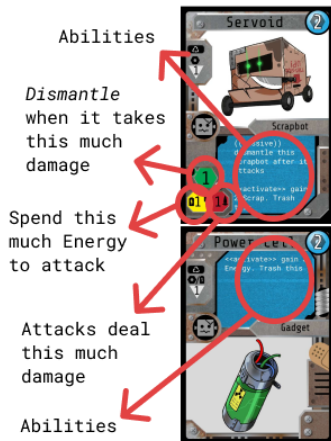 Servoid
2
Abilities
1
Dismantle
when it takes
this much
damage
Scrapbot
dismantle this
scrapbot after it
attacks
<<activate>> gain
Scrap. Trash
1
1
1
Spend this
much Energy
to attack
Power Cell
2
<<activate>> gain
Energy. Trash this
Attacks deal
this much
damage
Gadget
Abilities